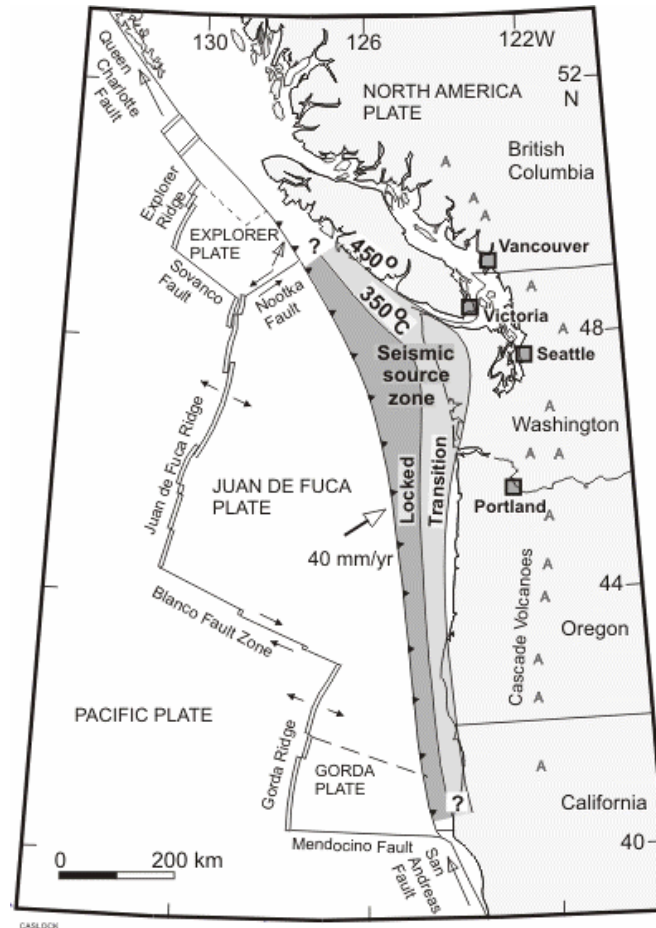 130
126
122W
52
N
Queen
Charlotte
Fault
NORTH AMERICA
PLATE
A
British
Columbia
A
A
Explorer
Ridge
EXPLORER
PLATE
?
450°
Vancouver
Sovanco
Fault
Nootka
Fault
350°C
Victoria
A
48
A
Seismic
source
zone
Seattle
A
Washington
Juan de Fuca Ridge
JUAN DE FUCA
PLATE
Locked
Transition
A
A
Portland
A
40 mm/yr
A
44
A
Blanco Fault Zone
Cascade Volcanoes
Oregon
A
A
PACIFIC PLATE
Gorda Ridge
GORDA
PLATE
A
?
California
Mendocino Fault
40
0
200 km
San
Andreas
Fault
CASLOCK